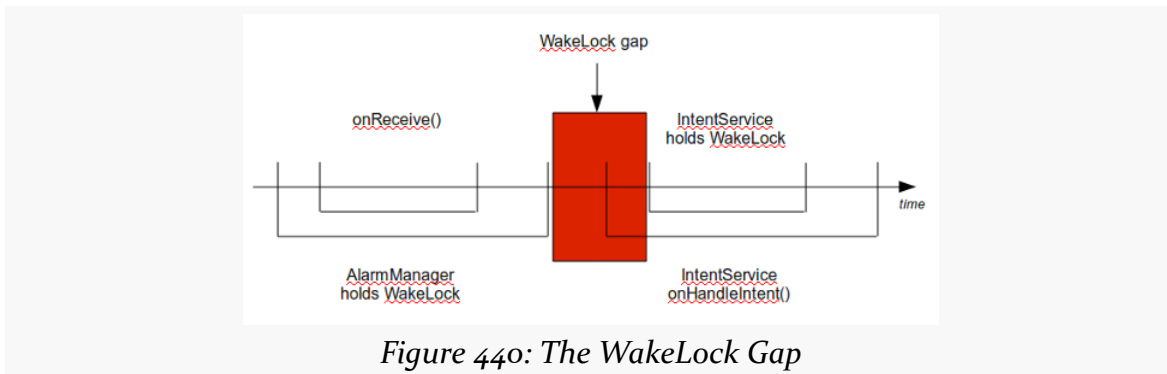 WakeLock gap
onReceive()
IntentService
holds WakeLock
time
AlarmManager
holds WakeLock
IntentService
onHandleIntent()
Figure 440: The WakeLock Gap